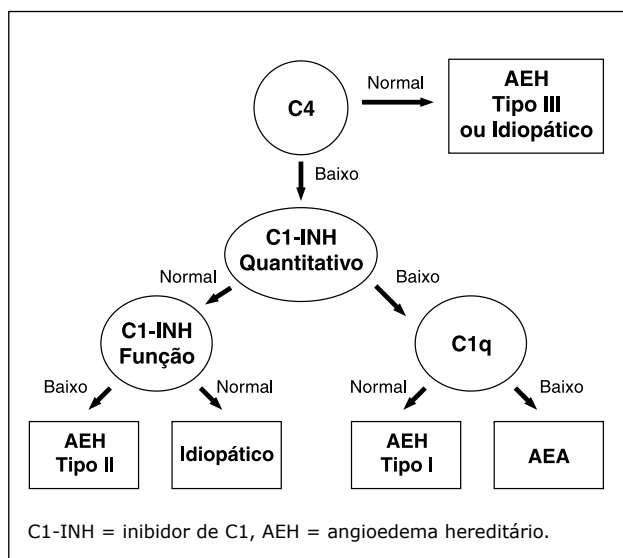 C4
Normal
AEH
Tipo III
ou Idiopático
Baixo
C1-INH
Quantitativo
Normal
Baixo
C1-INH
Função
C1q
Baixo
Normal
Normal
Baixo
AEH
Tipo II
Idiopático
AEH
Tipo I
AEA
C1-INH = inibidor de C1, AEH = angioedema hereditário.